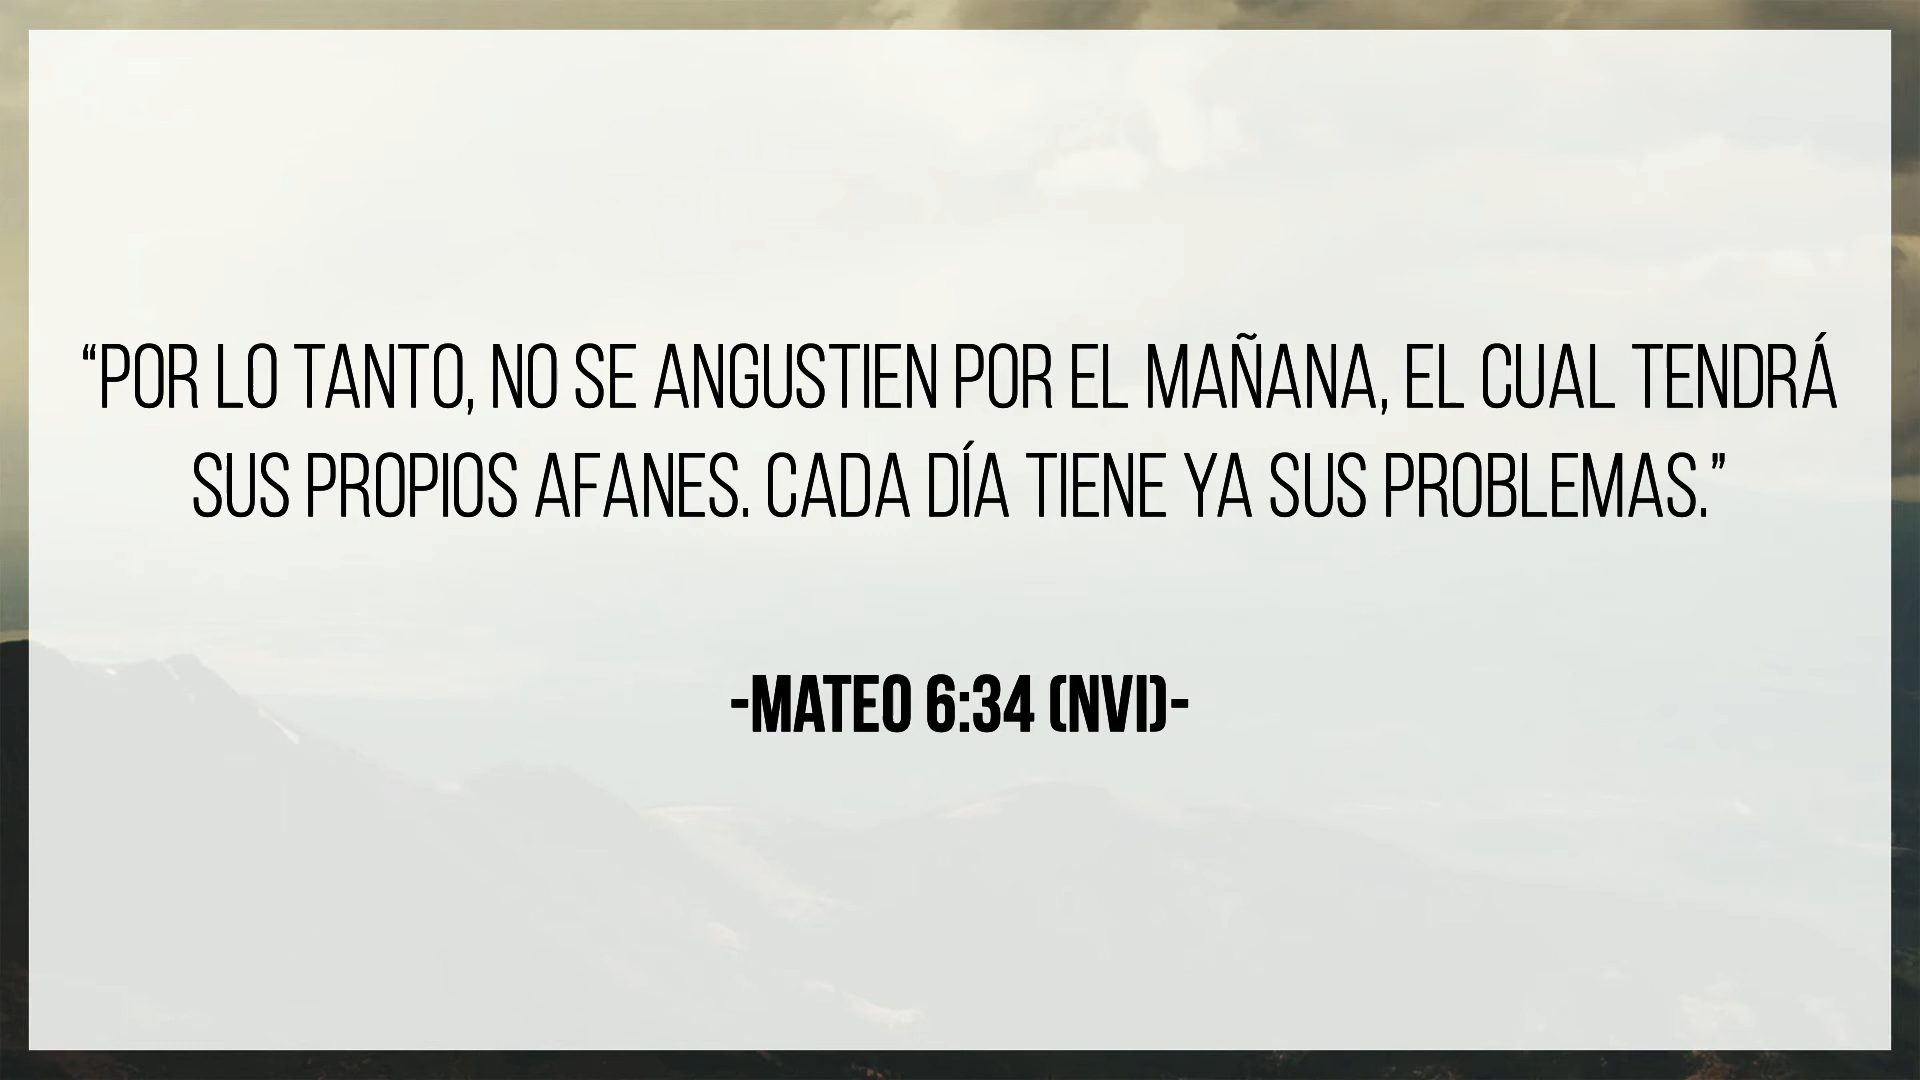 “POR LO TANTO, NO SE ANGUSTIEN POR EL MAÑANA, EL CUAL TENDRÁ
SUS PROPIOS AFANES. CADA DÍA TIENE YA SUS PROBLEMAS.”
-MATEO 6:34 (NVI)-